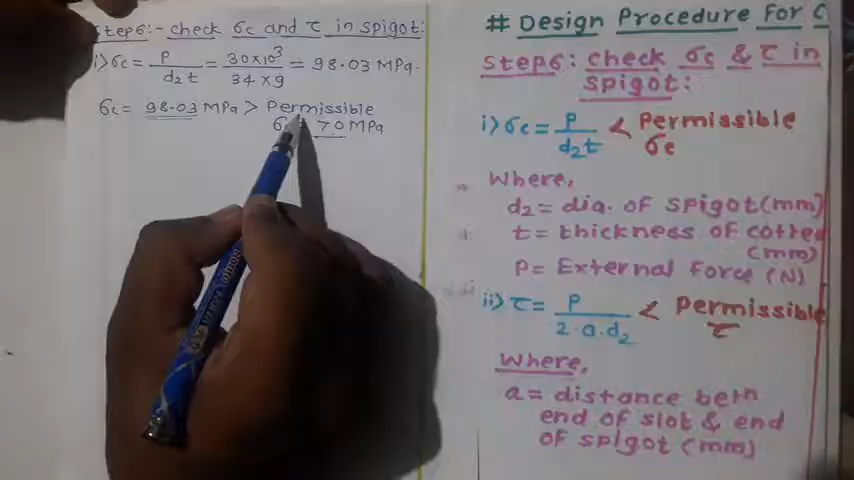 Step6:- check σc and τ in spigot:
i) σc = P / d2 t = 30×10³ / 34×9 = 98.03 MPa.
σc = 98.03 MPa > Permissible
70 MPa
# Design Procedure For C
Step6: check σc & τ in
spigot:
i) σc = P / d2t < Permissible
σc
Where,
d2 = dia. of spigot (mm)
t = thickness of cotte
(mm)
P = External Force (N)
ii) τ = P / 2.a.d2 < Permissible
τ
Where,
a = distance betn
end of slot & end
of spigot (mm)